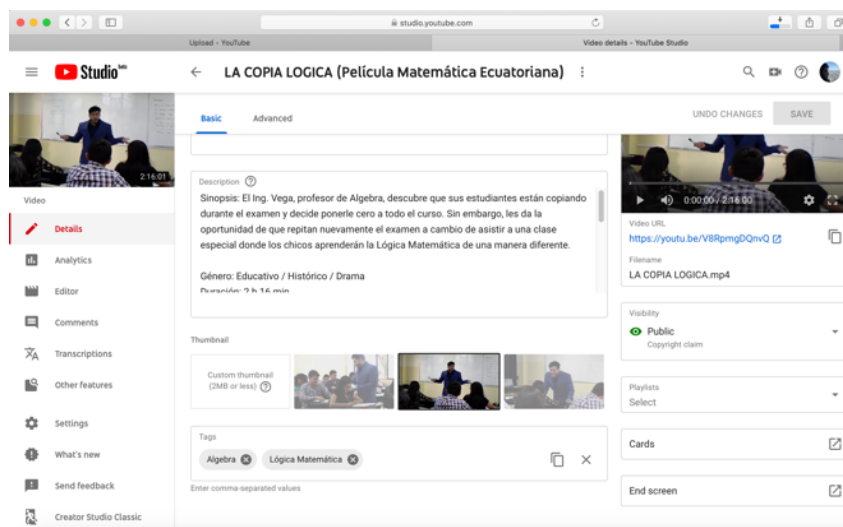 studio.youtube.com
Upload - YouTube
Video details - YouTube Studio
Studio beta
LA COPIA LOGICA (Película Matemática Ecuatoriana)
2:16:01
Video
Details
Analytics
Editor
Comments
Transcriptions
Other features
Settings
What's new
Send feedback
Creator Studio Classic
Basic
Advanced
UNDO CHANGES
SAVE
Description
Sinopsis: El Ing. Vega, profesor de Algebra, descubre que sus estudiantes están copiando
durante el examen y decide ponerle cero a todo el curso. Sin embargo, les da la
oportunidad de que repitan nuevamente el examen a cambio de asistir a una clase
especial donde los chicos aprenderán la Lógica Matemática de una manera diferente.
Género: Educativo / Histórico / Drama
Duración: 2 h 16 min
Thumbnail
Custom thumbnail
(2MB or less)
Tags
Algebra
Lógica Matemática
Enter comma-separated values
0:00:00 / 2:16:00
Video URL
https://youtu.be/V8RpmgDQnvQ
Filename
LA COPIA LOGICA.mp4
Visibility
Public
Copyright claim
Playlists
Select
Cards
End screen